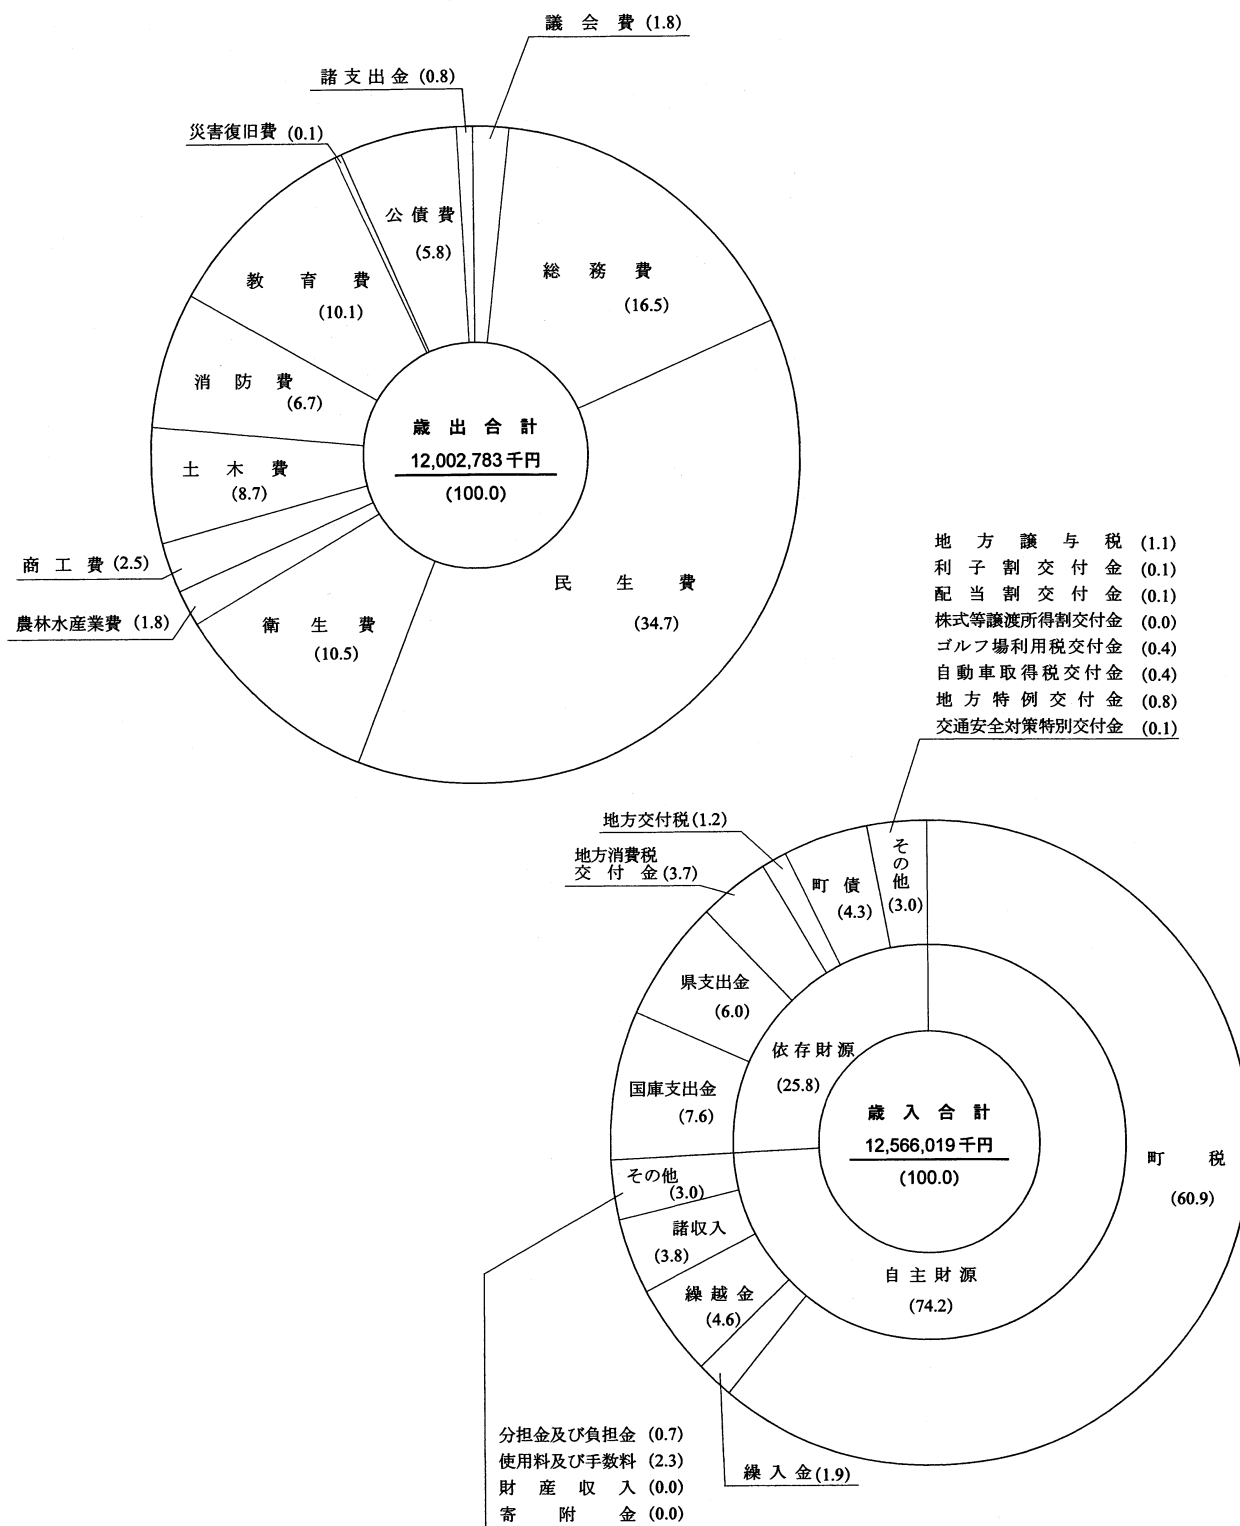 議会費 (1.8)
諸支出金 (0.8)
災害復旧費 (0.1)
公債費
(5.8)
総務費
(16.5)
教育費
(10.1)
消防費
(6.7)
歳出合計
12,002,783千円
(100.0)
土木費
(8.7)
商工費 (2.5)
農林水産業費 (1.8)
衛生費
(10.5)
民生費
(34.7)
地方譲与税 (1.1)
利子割交付金 (0.1)
配当割交付金 (0.1)
株式等譲渡所得割交付金 (0.0)
ゴルフ場利用税交付金 (0.4)
自動車取得税交付金 (0.4)
地方特例交付金 (0.8)
交通安全対策特別交付金 (0.1)
地方交付税 (1.2)
地方消費税
交付金 (3.7)
町債
(4.3)
その他
(3.0)
県支出金
(6.0)
依存財源
(25.8)
国庫支出金
(7.6)
歳入合計
12,566,019千円
(100.0)
町税
(60.9)
その他
(3.0)
諸収入
(3.8)
繰越金
(4.6)
自主財源
(74.2)
繰入金 (1.9)
分担金及び負担金 (0.7)
使用料及び手数料 (2.3)
財産収入 (0.0)
寄附金 (0.0)